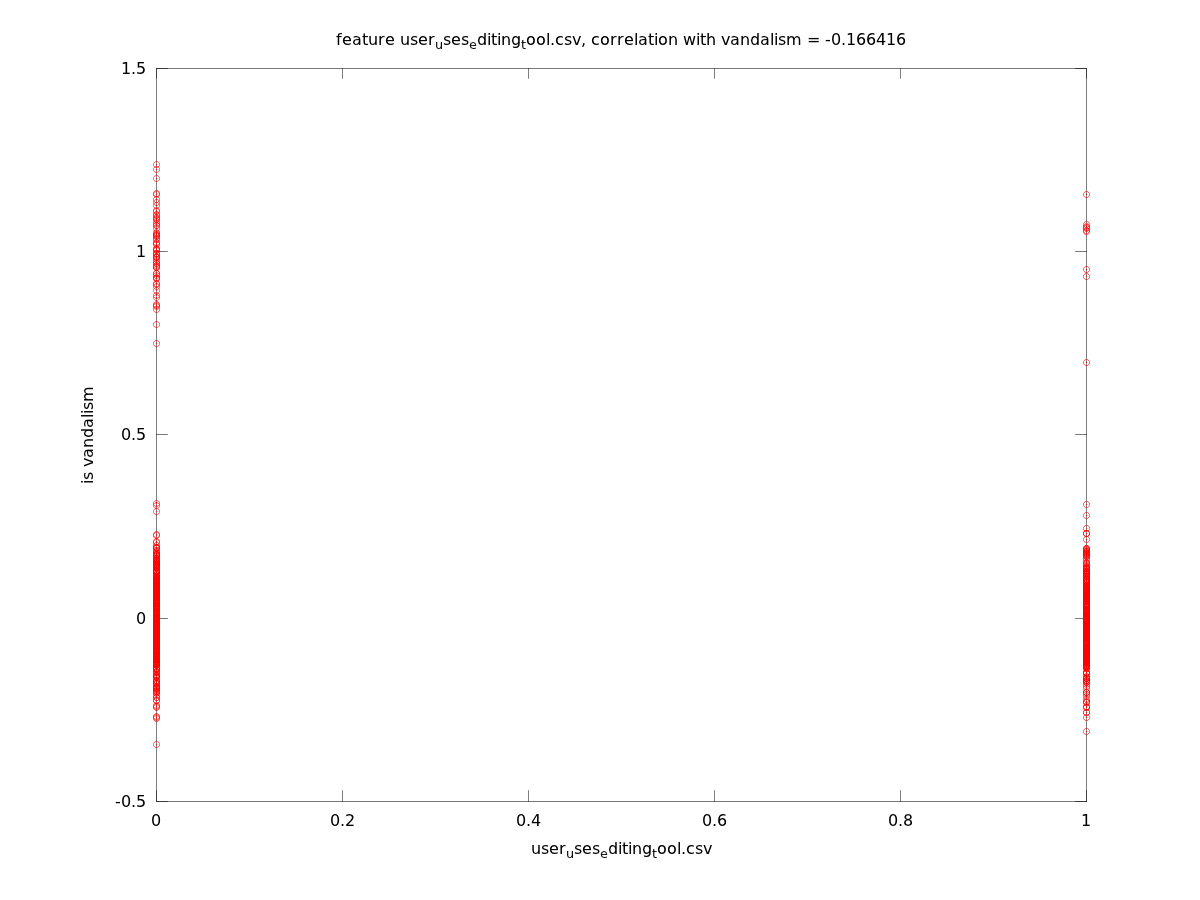 feature user_uses_editing_tool.csv, correlation with vandalism = -0.166416
1.5
1
0.5
0
-0.5
is vandalism
0 0.2 0.4 0.6 0.8 1
user_uses_editing_tool.csv